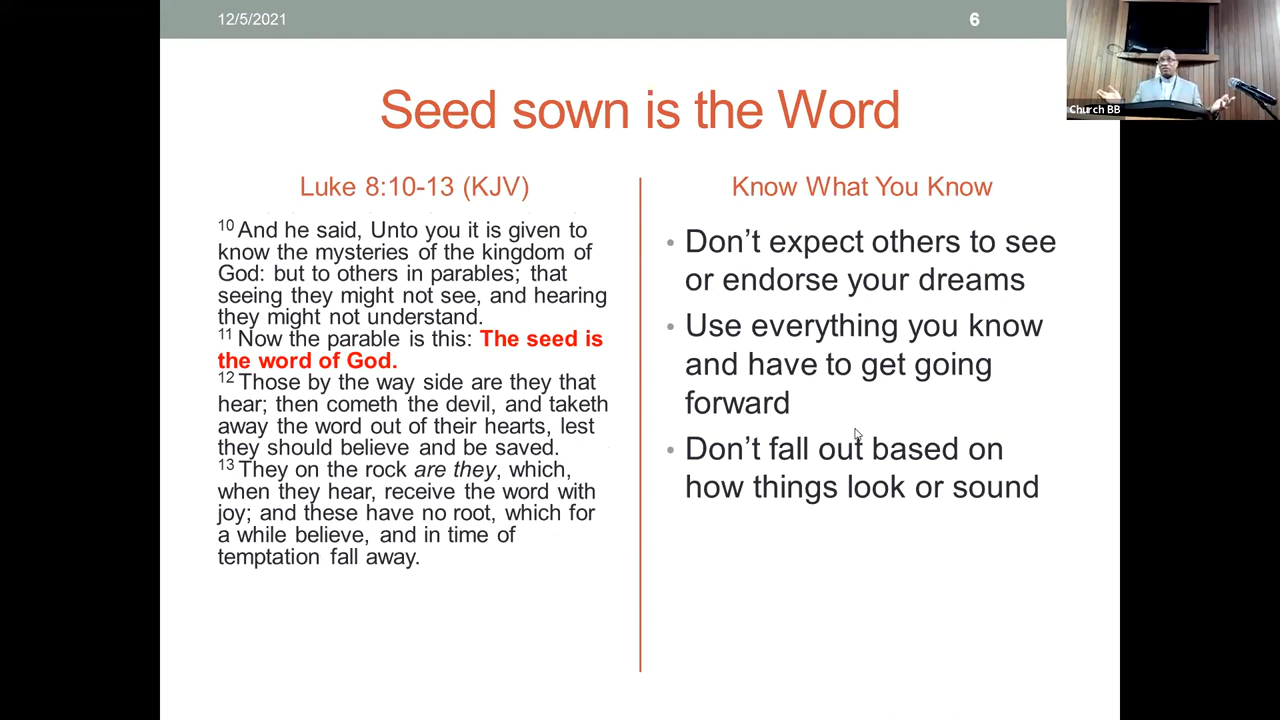 12/5/2021
6
Church BB
Seed sown is the Word
Luke 8:10-13 (KJV)
10 And he said, Unto you it is given to
know the mysteries of the kingdom of
God: but to others in parables; that
seeing they might not see, and hearing
they might not understand.
11 Now the parable is this: The seed is
the word of God.
12 Those by the way side are they that
hear; then cometh the devil, and taketh
away the word out of their hearts, lest
they should believe and be saved.
13 They on the rock are they, which,
when they hear, receive the word with
joy; and these have no root, which for
a while believe, and in time of
temptation fall away.
Know What You Know
• Don’t expect others to see
or endorse your dreams
• Use everything you know
and have to get going
forward
• Don’t fall out based on
how things look or sound